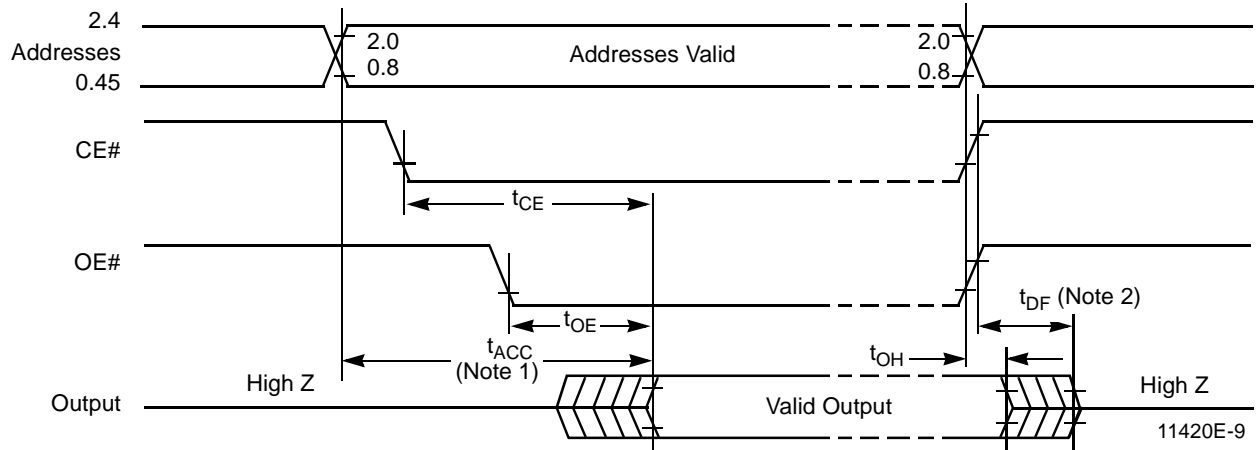 2.4
Addresses
0.45
2.0
0.8
Addresses Valid
2.0
0.8
CE#
tCE
OE#
tOE
tDF (Note 2)
tACC
(Note 1)
tOH
Output
High Z
Valid Output
High Z
11420E-9